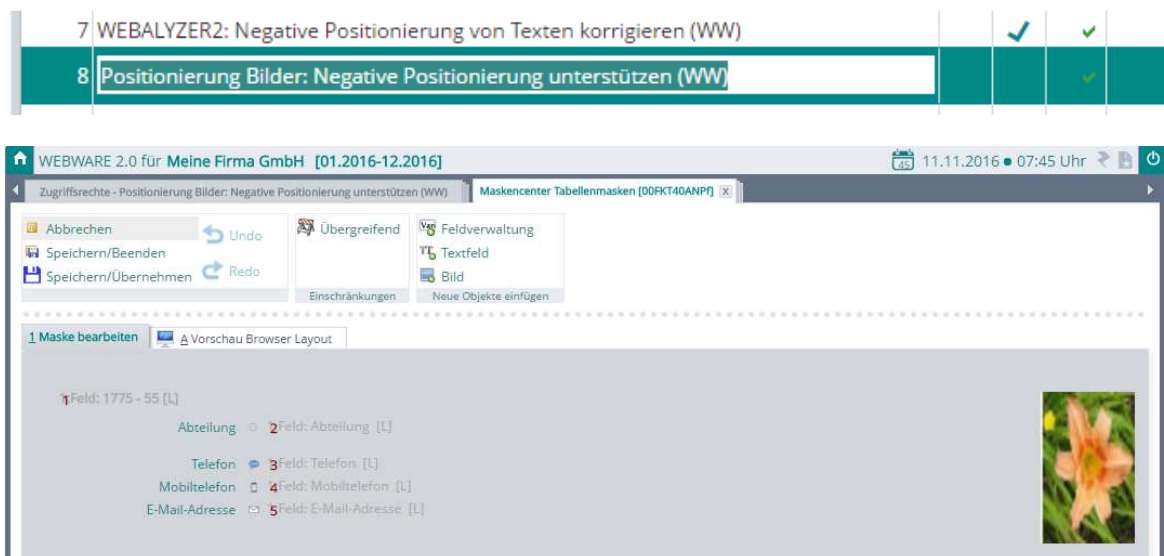 7 WEBALYZER2: Negative Positionierung von Texten korrigieren (WW)
8 Positionierung Bilder: Negative Positionierung unterstützen (WW)
WEBWARE 2.0 für Meine Firma GmbH [01.2016-12.2016] 45 11.11.2016 • 07:45 Uhr
Zugriffsrechte - Positionierung Bilder: Negative Positionierung unterstützen (WW) Maskencenter Tabellenmasken [00FKT40ANPf] x
Abbrechen Undo Übergreifend Var Feldverwaltung
Speichern/Beenden Textfeld
Speichern/Übernehmen Redo Bild
Einschränkungen Neue Objekte einfügen
1 Maske bearbeiten A Vorschau Browser Layout
1 Feld: 1775 - 55 [L]
Abteilung 2 Feld: Abteilung [L]
Telefon 3 Feld: Telefon [L]
Mobiltelefon 4 Feld: Mobiltelefon [L]
E-Mail-Adresse 5 Feld: E-Mail-Adresse [L]